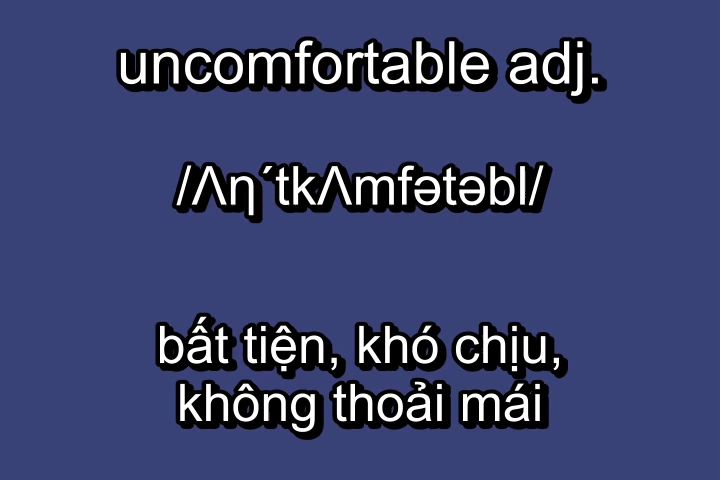 uncomfortable adj.
/Λη´tkΛmfətəbl/
bất tiện, khó chịu,
không thoải mái